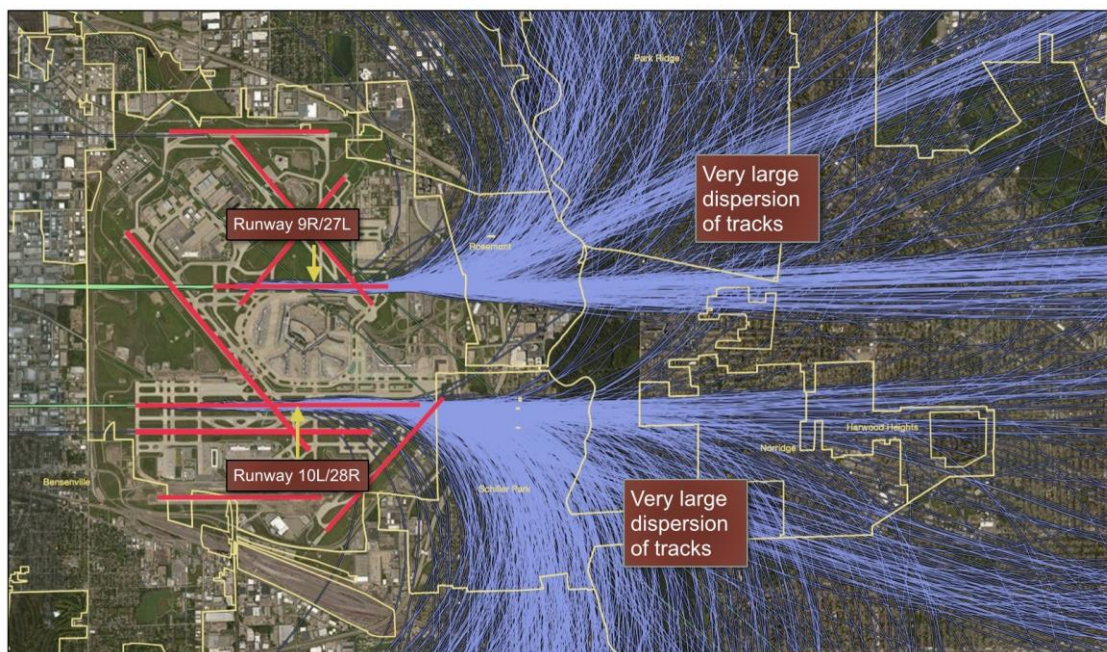 Park Ridge
Very large
dispersion
of tracks
Runway 9R/27L
Rosemont
Harwood Heights
Norridge
Runway 10L/28R
Bensenville
Schiller Park
Very large
dispersion
of tracks